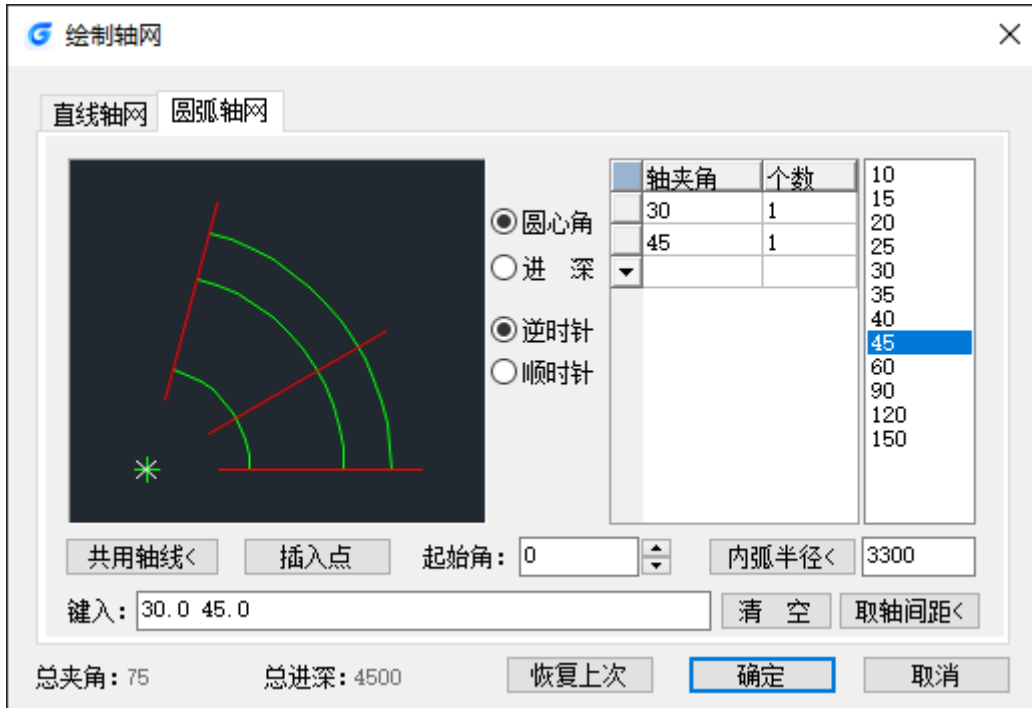 绘制轴网
直线轴网 圆弧轴网
圆心角
进 深
逆时针
顺时针
轴夹角 个数
30 1
45 1
10
15
20
25
30
35
40
45
60
90
120
150
共用轴线< 插入点 起始角: 0 内弧半径< 3300
键入: 30.0 45.0 清 空 取轴间距<
总夹角: 75 总进深: 4500 恢复上次 确定 取消